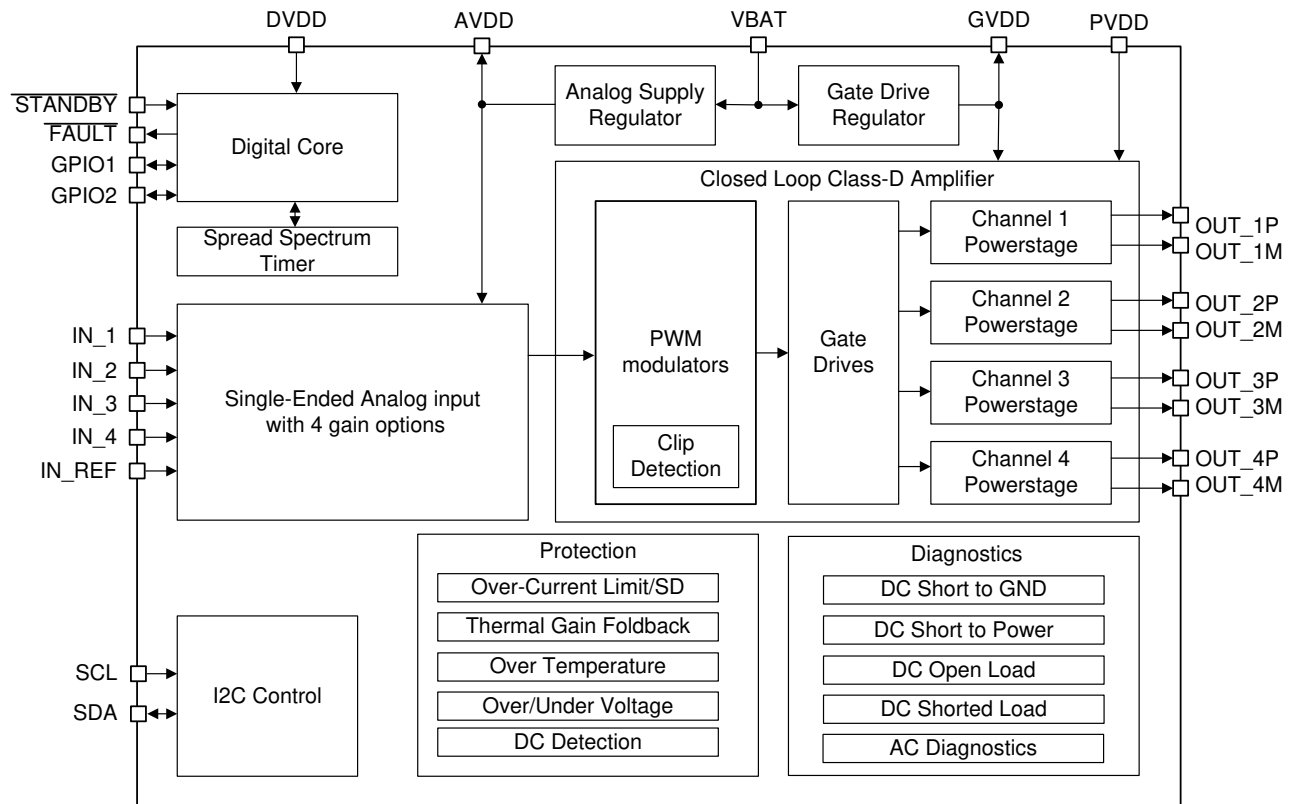 DVDD
AVDD
VBAT
GVDD
PVDD
STANDBY
FAULT
GPIO1
GPIO2
Digital Core
Spread Spectrum
Timer
Analog Supply
Regulator
Gate Drive
Regulator
Closed Loop Class-D Amplifier
IN_1
IN_2
IN_3
IN_4
IN_REF
Single-Ended Analog input
with 4 gain options
PWM
modulators
Clip
Detection
Gate
Drives
Channel 1
Powerstage
Channel 2
Powerstage
Channel 3
Powerstage
Channel 4
Powerstage
OUT_1P
OUT_1M
OUT_2P
OUT_2M
OUT_3P
OUT_3M
OUT_4P
OUT_4M
SCL
SDA
I2C Control
Protection
Over-Current Limit/SD
Thermal Gain Foldback
Over Temperature
Over/Under Voltage
DC Detection
Diagnostics
DC Short to GND
DC Short to Power
DC Open Load
DC Shorted Load
AC Diagnostics